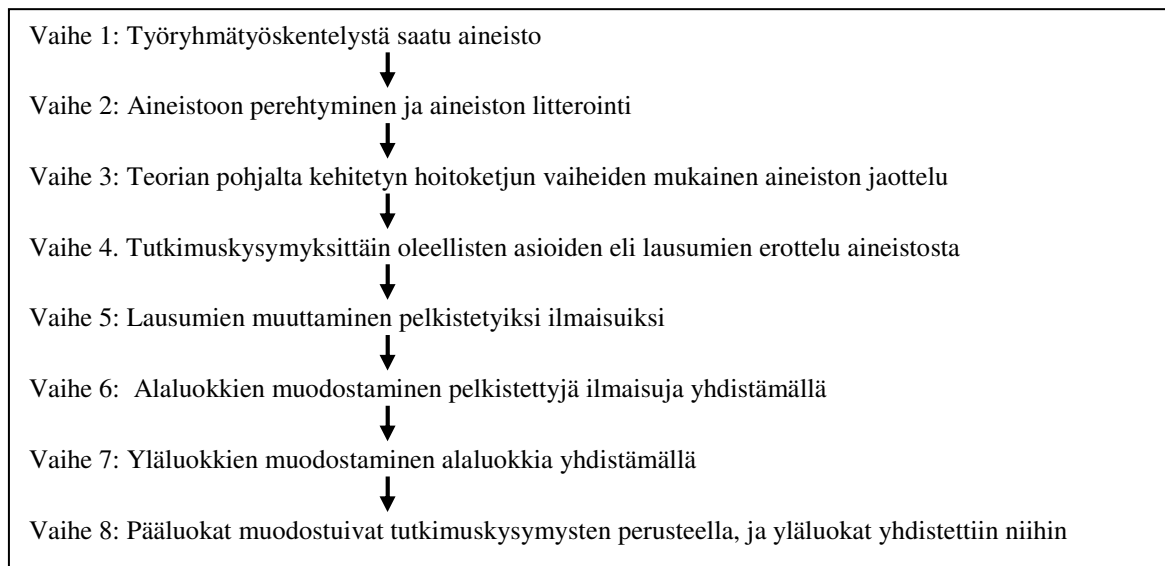 Vaihe 1: Työryhmätyöskentelystä saatu aineisto
Vaihe 2: Aineistoon perehtyminen ja aineiston litterointi
Vaihe 3: Teorian pohjalta kehitetyn hoitoketjun vaiheiden mukainen aineiston jaottelu
Vaihe 4. Tutkimuskysymyksittäin oleellisten asioiden eli lausumien erottelu aineistosta
Vaihe 5: Lausumien muuttaminen pelkistetyiksi ilmaisuiksi
Vaihe 6: Alaluokkien muodostaminen pelkistettyjä ilmaisuja yhdistämällä
Vaihe 7: Yläluokkien muodostaminen alaluokkia yhdistämällä
Vaihe 8: Pääluokat muodostuivat tutkimuskysymysten perusteella, ja yläluokat yhdistettiin niihin